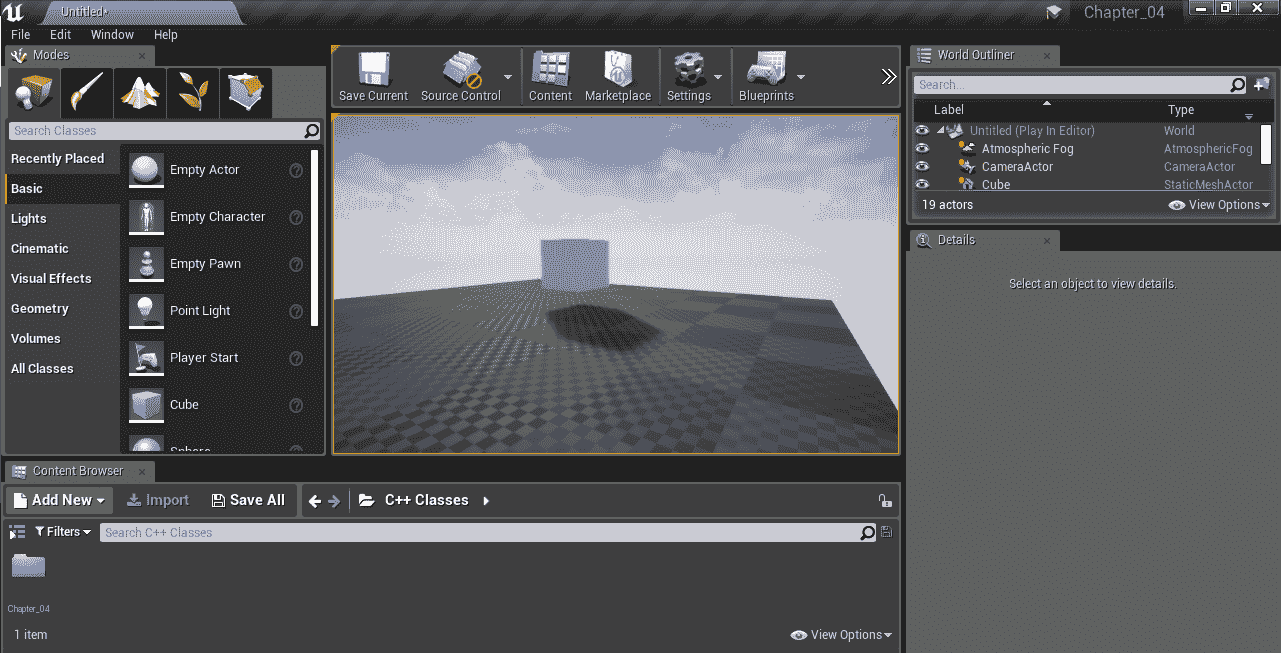 Untitled*
Chapter_04
File Edit Window Help
Modes
Search Classes
Recently Placed
Basic
Lights
Cinematic
Visual Effects
Geometry
Volumes
All Classes
Empty Actor
Empty Character
Empty Pawn
Point Light
Player Start
Cube
Sphere
Save Current Source Control Content Marketplace Settings Blueprints
World Outliner
Search...
Label Type
Untitled (Play In Editor) World
Atmospheric Fog AtmosphericFog
CameraActor CameraActor
Cube StaticMeshActor
19 actors View Options
Details
Select an object to view details.
Content Browser
Add New Import Save All C++ Classes
Filters Search C++ Classes
Chapter_04
1 item View Options